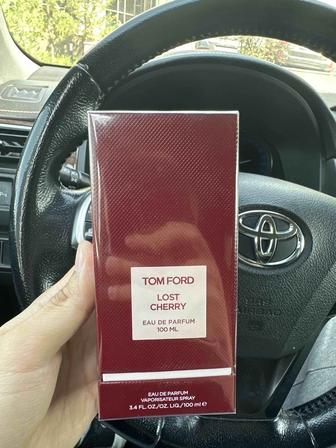 TOM FORD
LOST
CHERRY
EAU DE PARFUM
100 ML
EAU DE PARFUM
VAPORISATEUR SPRAY
3.4 FL.OZ/OZ. LIQ./100 ml e
AIRBAG